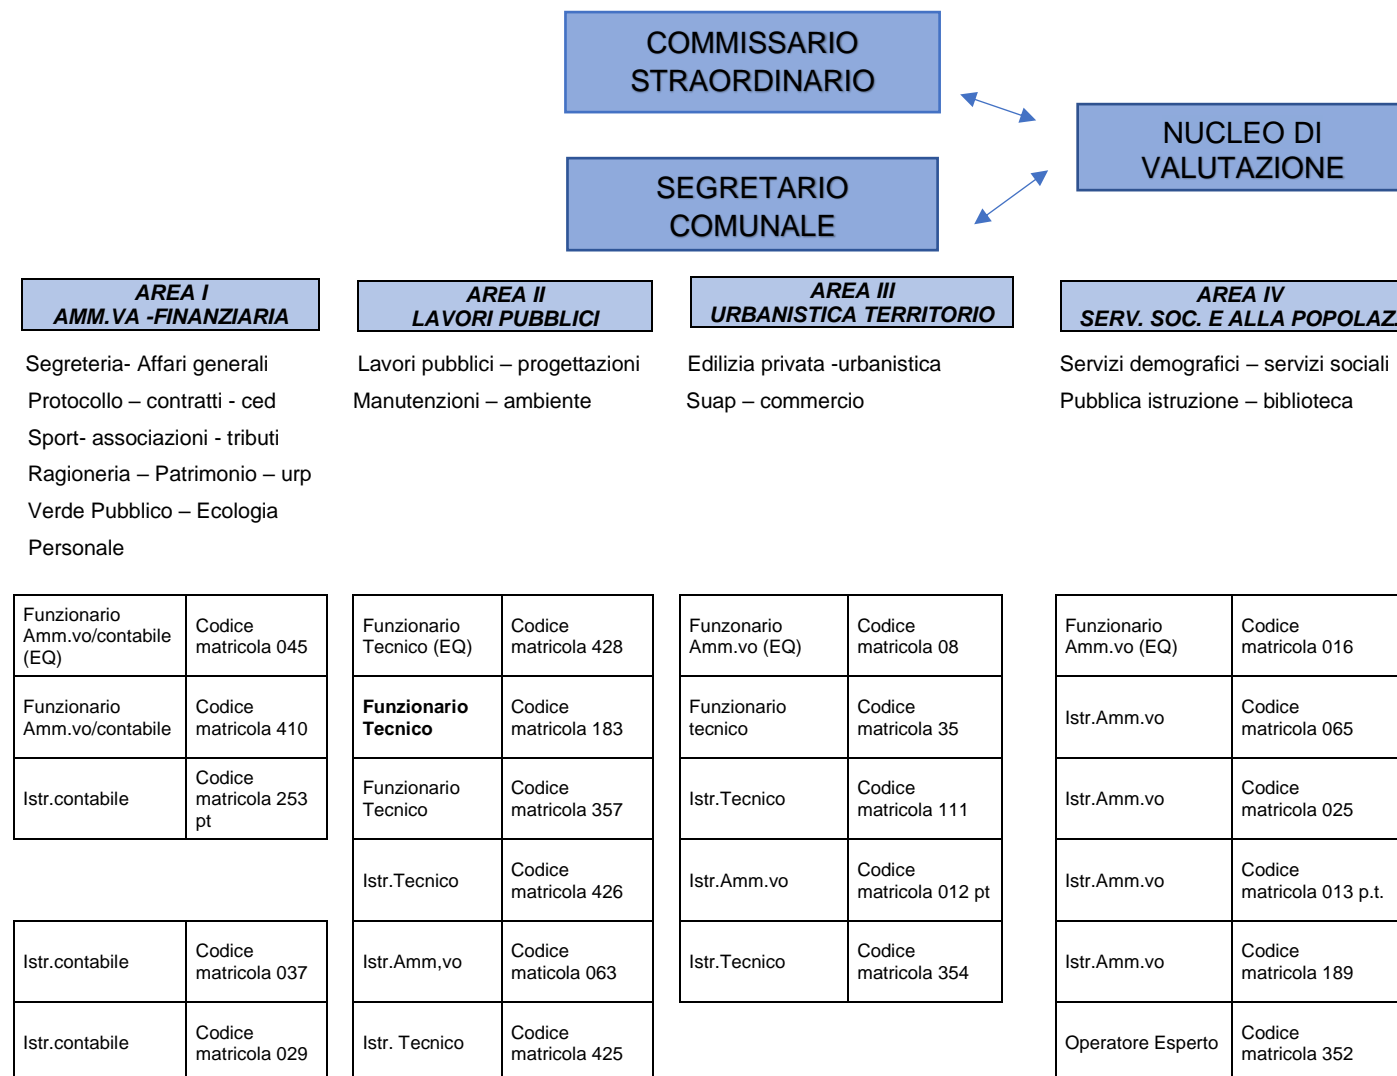 COMMISSARIO
STRAORDINARIO
NUCLEO DI
VALUTAZIONE
SEGRETARIO
COMUNALE
AREA I
AMM.VA -FINANZIARIA
Segreteria- Affari generali
Protocollo – contratti - ced
Sport- associazioni - tributi
Ragioneria – Patrimonio – urp
Verde Pubblico – Ecologia
Personale
AREA II
LAVORI PUBBLICI
Lavori pubblici – progettazioni
Manutenzioni – ambiente
AREA III
URBANISTICA TERRITORIO
Edilizia privata -urbanistica
Suap – commercio
AREA IV
SERV. SOC. E ALLA POPOLAZ.
Servizi demografici – servizi sociali
Pubblica istruzione – biblioteca
Funzionario
Amm.vo/contabile
(EQ)
Codice
matricola 045
Funzionario
Amm.vo/contabile
Codice
matricola 410
Istr.contabile
Codice
matricola 253
pt
Istr.contabile
Codice
matricola 037
Istr.contabile
Codice
matricola 029
Funzionario
Tecnico (EQ)
Codice
matricola 428
Funzionario
Tecnico
Codice
matricola 183
Funzionario
Tecnico
Codice
matricola 357
Istr.Tecnico
Codice
matricola 426
Istr.Amm,vo
Codice
maticola 063
Istr. Tecnico
Codice
matricola 425
Funzonario
Amm.vo (EQ)
Codice
matricola 08
Funzionario
tecnico
Codice
matricola 35
Istr.Tecnico
Codice
matricola 111
Istr.Amm.vo
Codice
matricola 012 pt
Istr.Tecnico
Codice
matricola 354
Funzionario
Amm.vo (EQ)
Codice
matricola 016
Istr.Amm.vo
Codice
matricola 065
Istr.Amm.vo
Codice
matricola 025
Istr.Amm.vo
Codice
matricola 013 p.t.
Istr.Amm.vo
Codice
matricola 189
Operatore Esperto
Codice
matricola 352